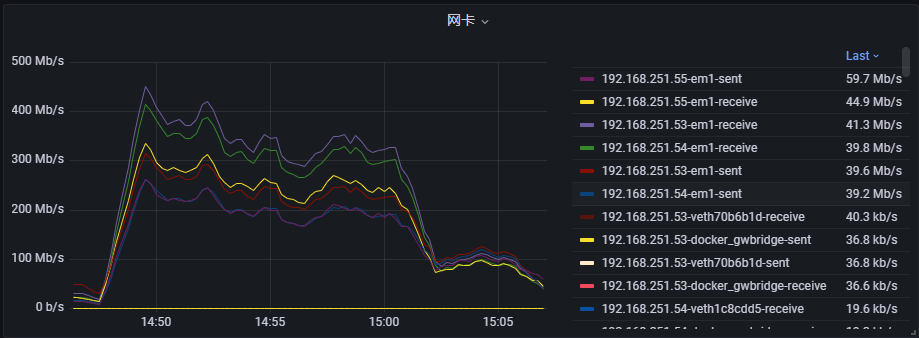 网卡
500 Mb/s
400 Mb/s
300 Mb/s
200 Mb/s
100 Mb/s
0 b/s
14:50
14:55
15:00
15:05
Last
192.168.251.55-em1-sent 59.7 Mb/s
192.168.251.55-em1-receive 44.9 Mb/s
192.168.251.53-em1-receive 41.3 Mb/s
192.168.251.54-em1-receive 39.8 Mb/s
192.168.251.53-em1-sent 39.6 Mb/s
192.168.251.54-em1-sent 39.2 Mb/s
192.168.251.53-veth70b6b1d-receive 40.3 kb/s
192.168.251.53-docker_gwbridge-sent 36.8 kb/s
192.168.251.53-veth70b6b1d-sent 36.8 kb/s
192.168.251.53-docker_gwbridge-receive 36.6 kb/s
192.168.251.54-veth1c8cdd5-receive 19.6 kb/s